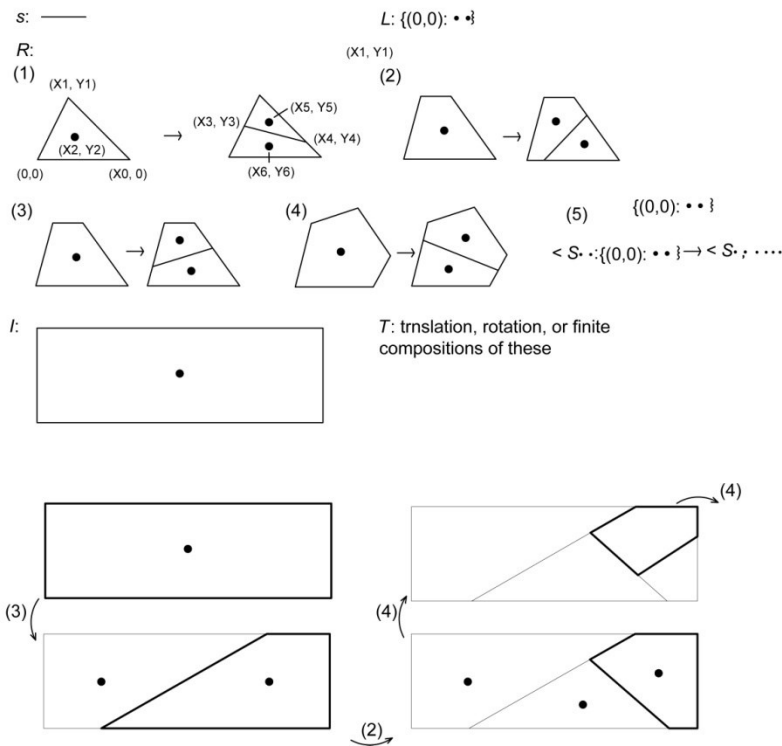 s:
L: {(0,0): • •}
R:
(X1, Y1)
(1)
(2)
(X1, Y1)
(X5, Y5)
(X3, Y3)
(X4, Y4)
(X2, Y2)
(0,0)
(X0, 0)
(X6, Y6)
(3)
(4)
(5)
{(0,0): • • }
< S• •:{(0,0): • • }→ < S•, •••••
I:
T: trnslation, rotation, or finite
compositions of these
(4)
(3)
(4)
(2)